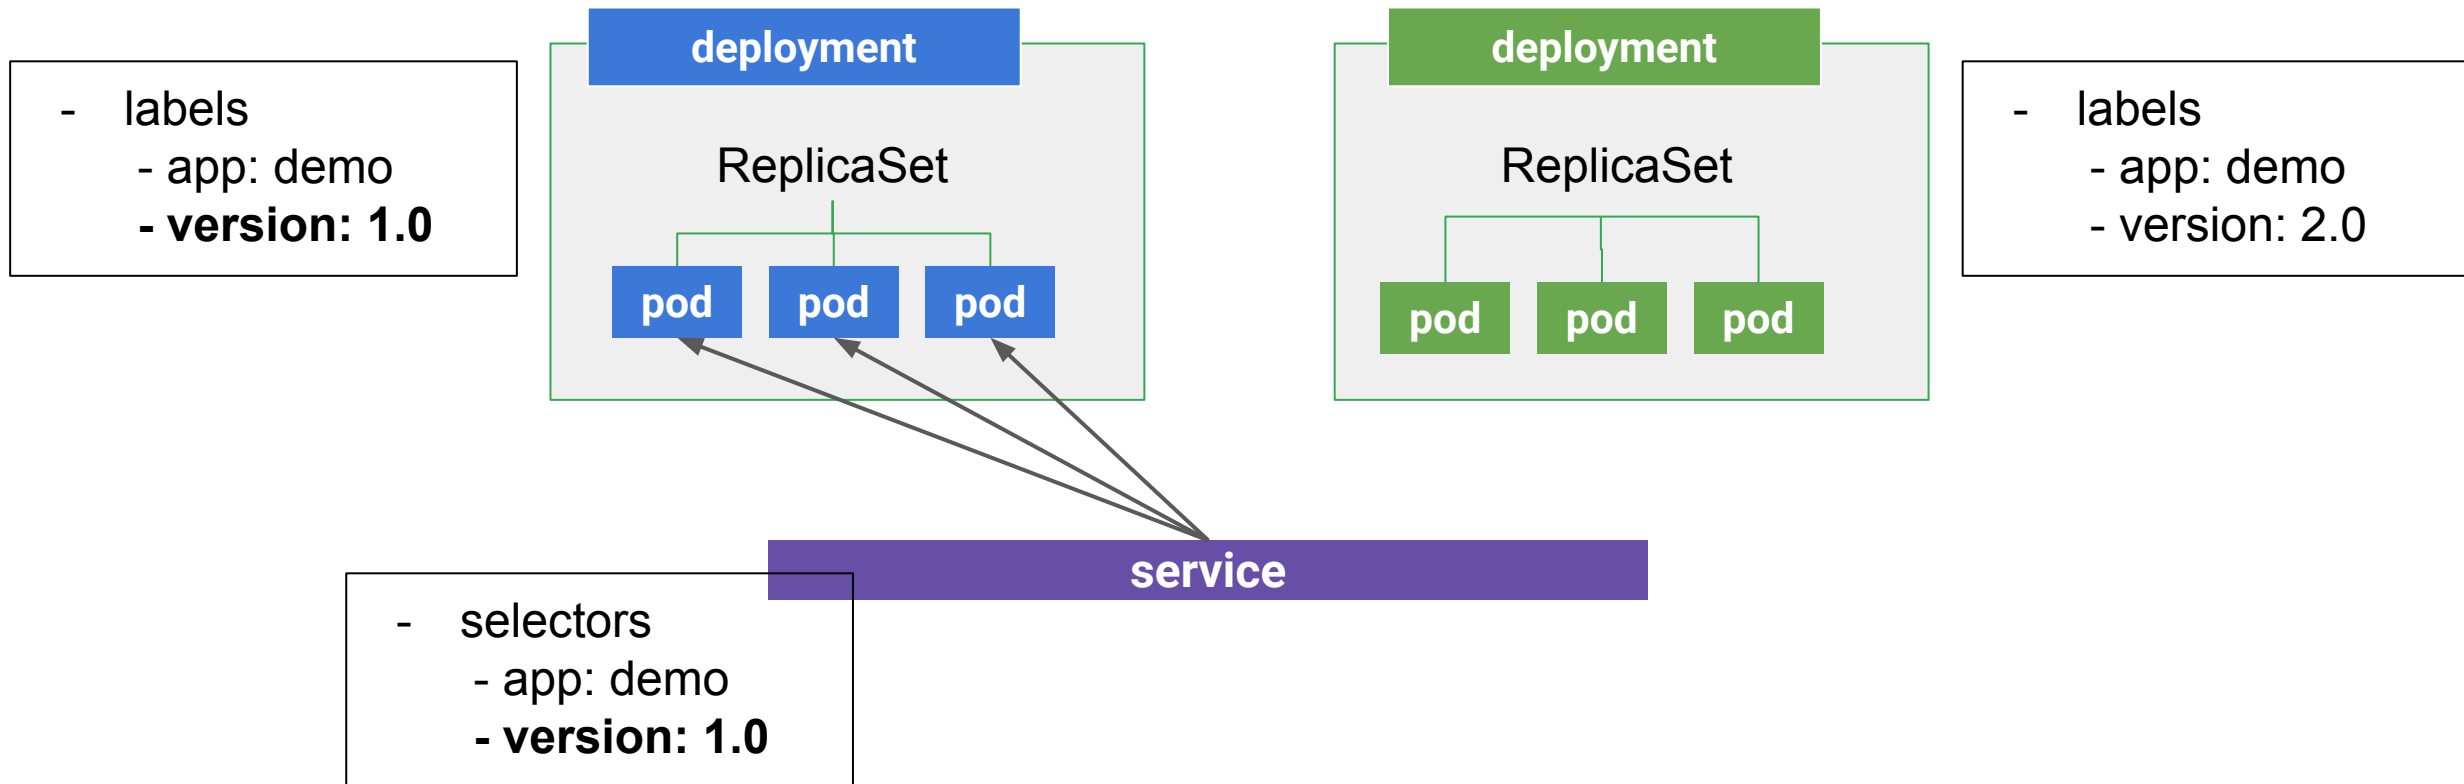 deployment
deployment
- labels
- app: demo
- version: 1.0
ReplicaSet
pod pod pod
ReplicaSet
pod pod pod
- labels
- app: demo
- version: 2.0
service
- selectors
- app: demo
- version: 1.0